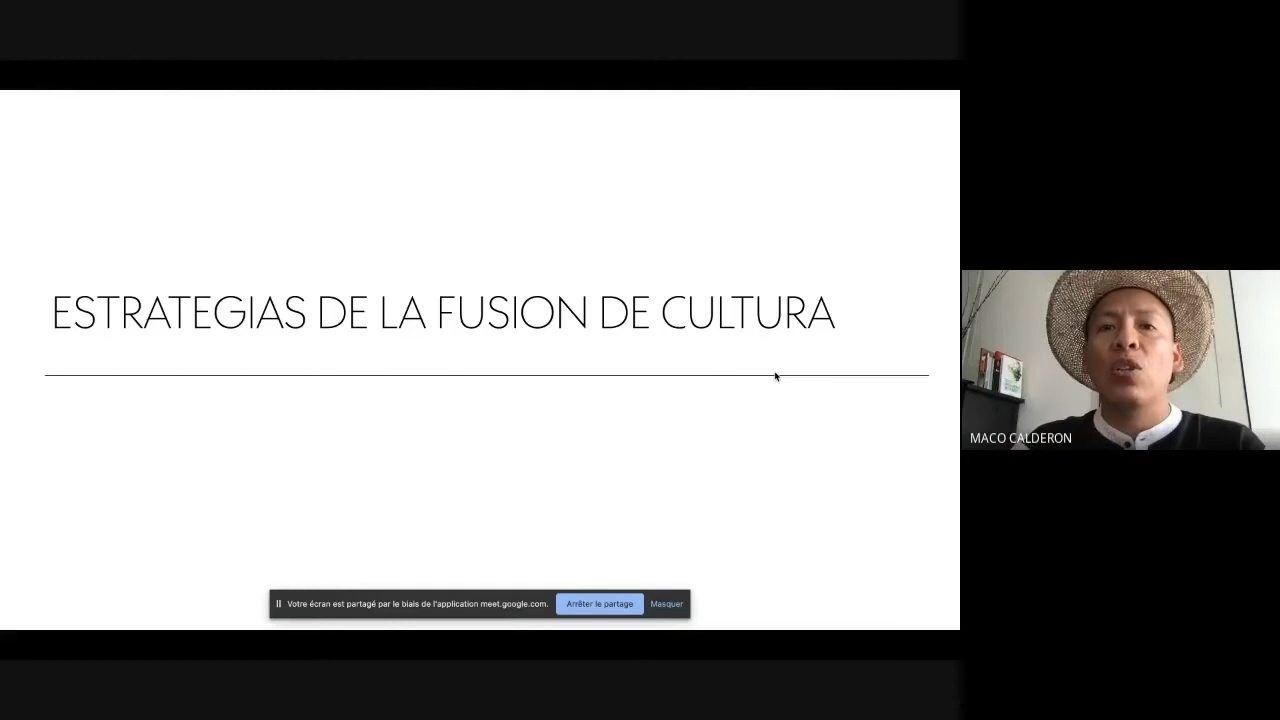 ESTRATEGIAS DE LA FUSION DE CULTURA
MACO CALDERON
Votre écran est partagé par le biais de l'application meet.google.com. Arrêter le partage Masquer